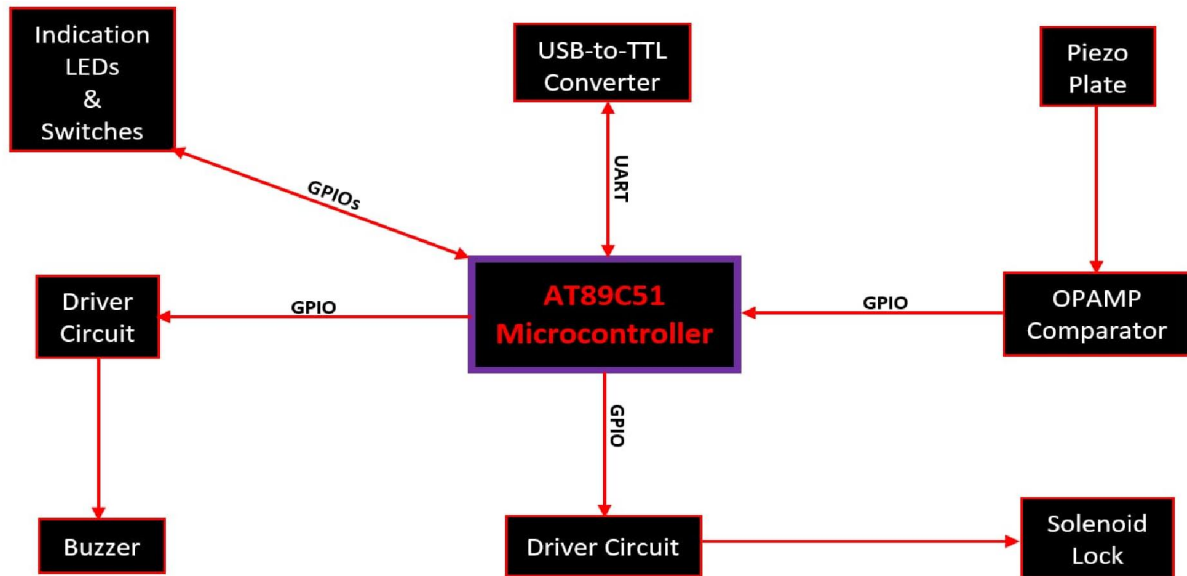 Indication
LEDs
&
Switches
USB-to-TTL
Converter
Piezo
Plate
GPIOs
UART
Driver
Circuit
GPIO
AT89C51
Microcontroller
GPIO
OPAMP
Comparator
GPIO
Buzzer
Driver Circuit
Solenoid
Lock